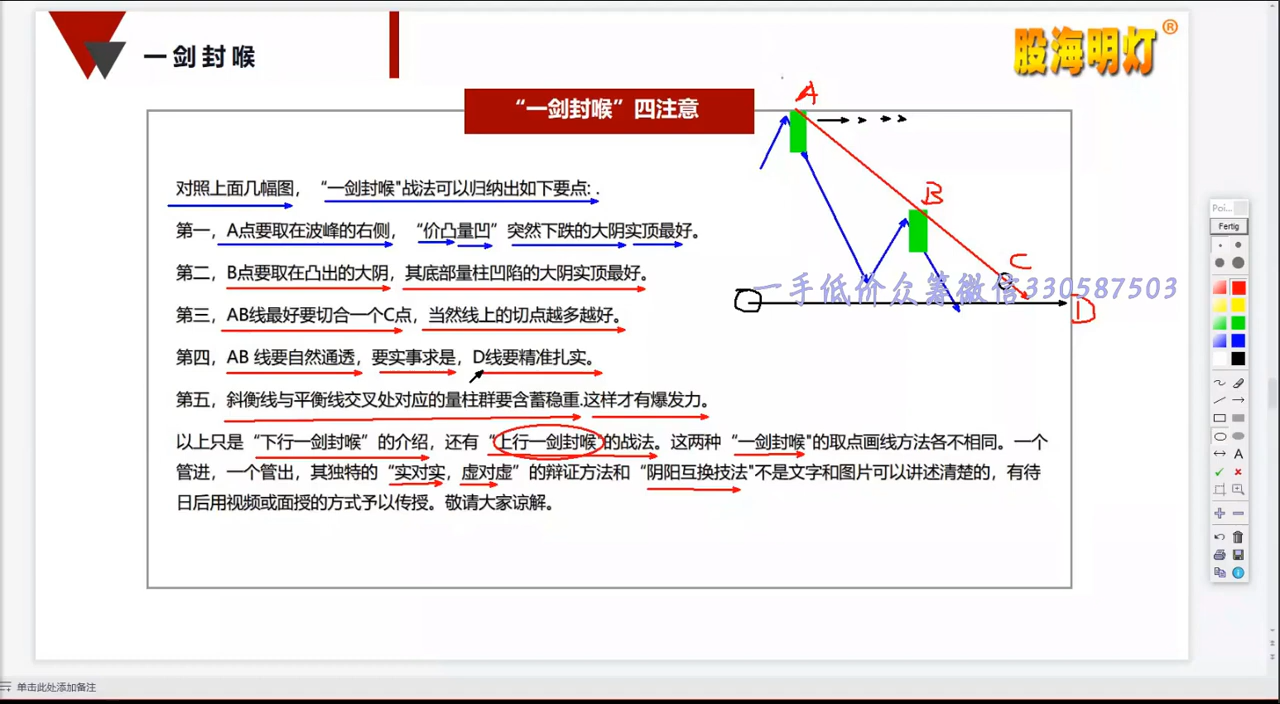 一剑封喉
股海明灯®
“一剑封喉”四注意
A
对照上面几幅图，“一剑封喉"战法可以归纳出如下要点: .
第一，A点要取在波峰的右侧，“价凸量凹”突然下跌的大阴实顶最好。
B
第二，B点要取在凸出的大阴，其底部量柱凹陷的大阴实顶最好。
C
一手低价众筹微信330587503
第三，AB线最好要切合一个C点，当然线上的切点越多越好。
D
第四，AB 线要自然通透，要实事求是，D线要精准扎实。
第五，斜衡线与平衡线交叉处对应的量柱群要含蓄稳重.这样才有爆发力。
以上只是“下行一剑封喉”的介绍，还有“上行一剑封喉"的战法。这两种“一剑封喉"的取点画线方法各不相同。一个
管进，一个管出，其独特的“实对实，虚对虚”的辩证方法和“阴阳互换技法"不是文字和图片可以讲述清楚的，有待
日后用视频或面授的方式予以传授。敬请大家谅解。
Poi...
Fertig
A
单击此处添加备注